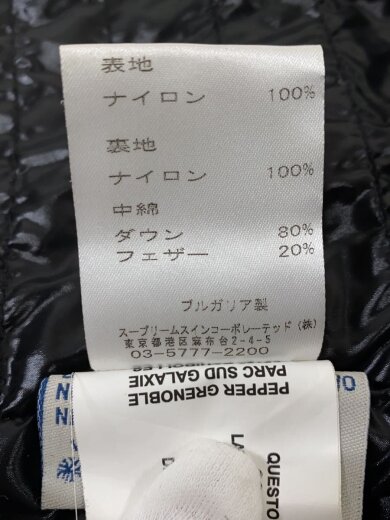 表地
ナイロン 100%
裏地
ナイロン 100%
中綿
ダウン 80%
フェザー 20%
ブルガリア製
スープリームスインコーポレーテッド(株)
東京都港区麻布台2-4-5
03-5777-2200
PEPPER GRENOBLE
PARC SUD GALAXIE
QUESTO